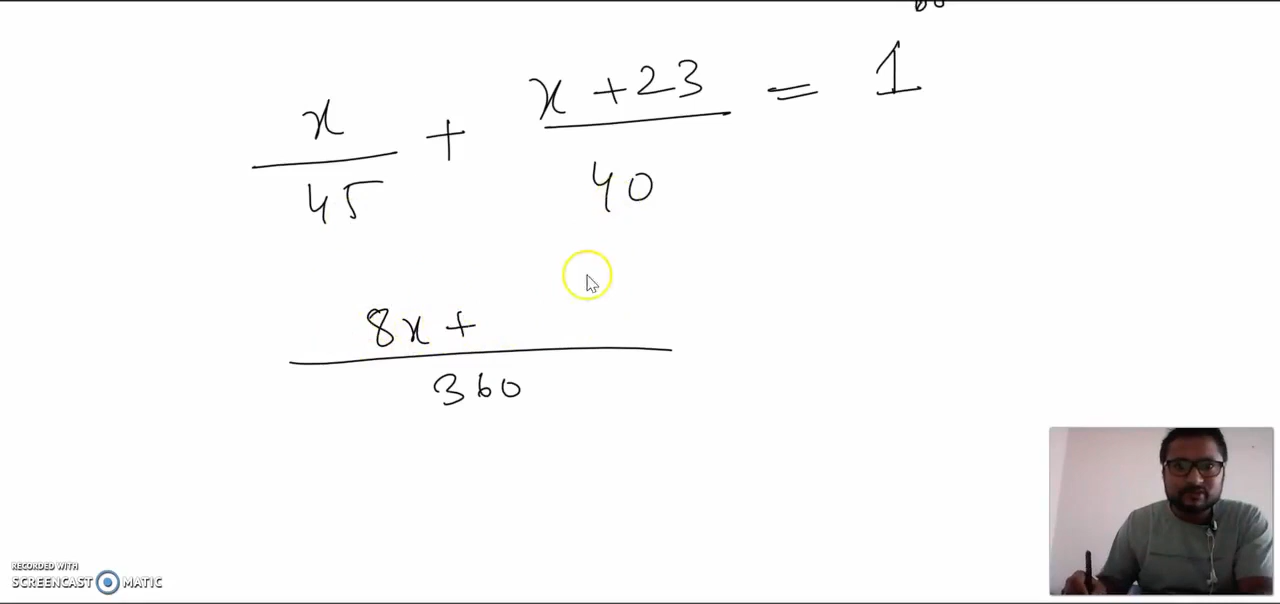 x/45 + (x + 23)/40 = 1
8x +
360
RECORDED WITH
SCREENCAST MATIC